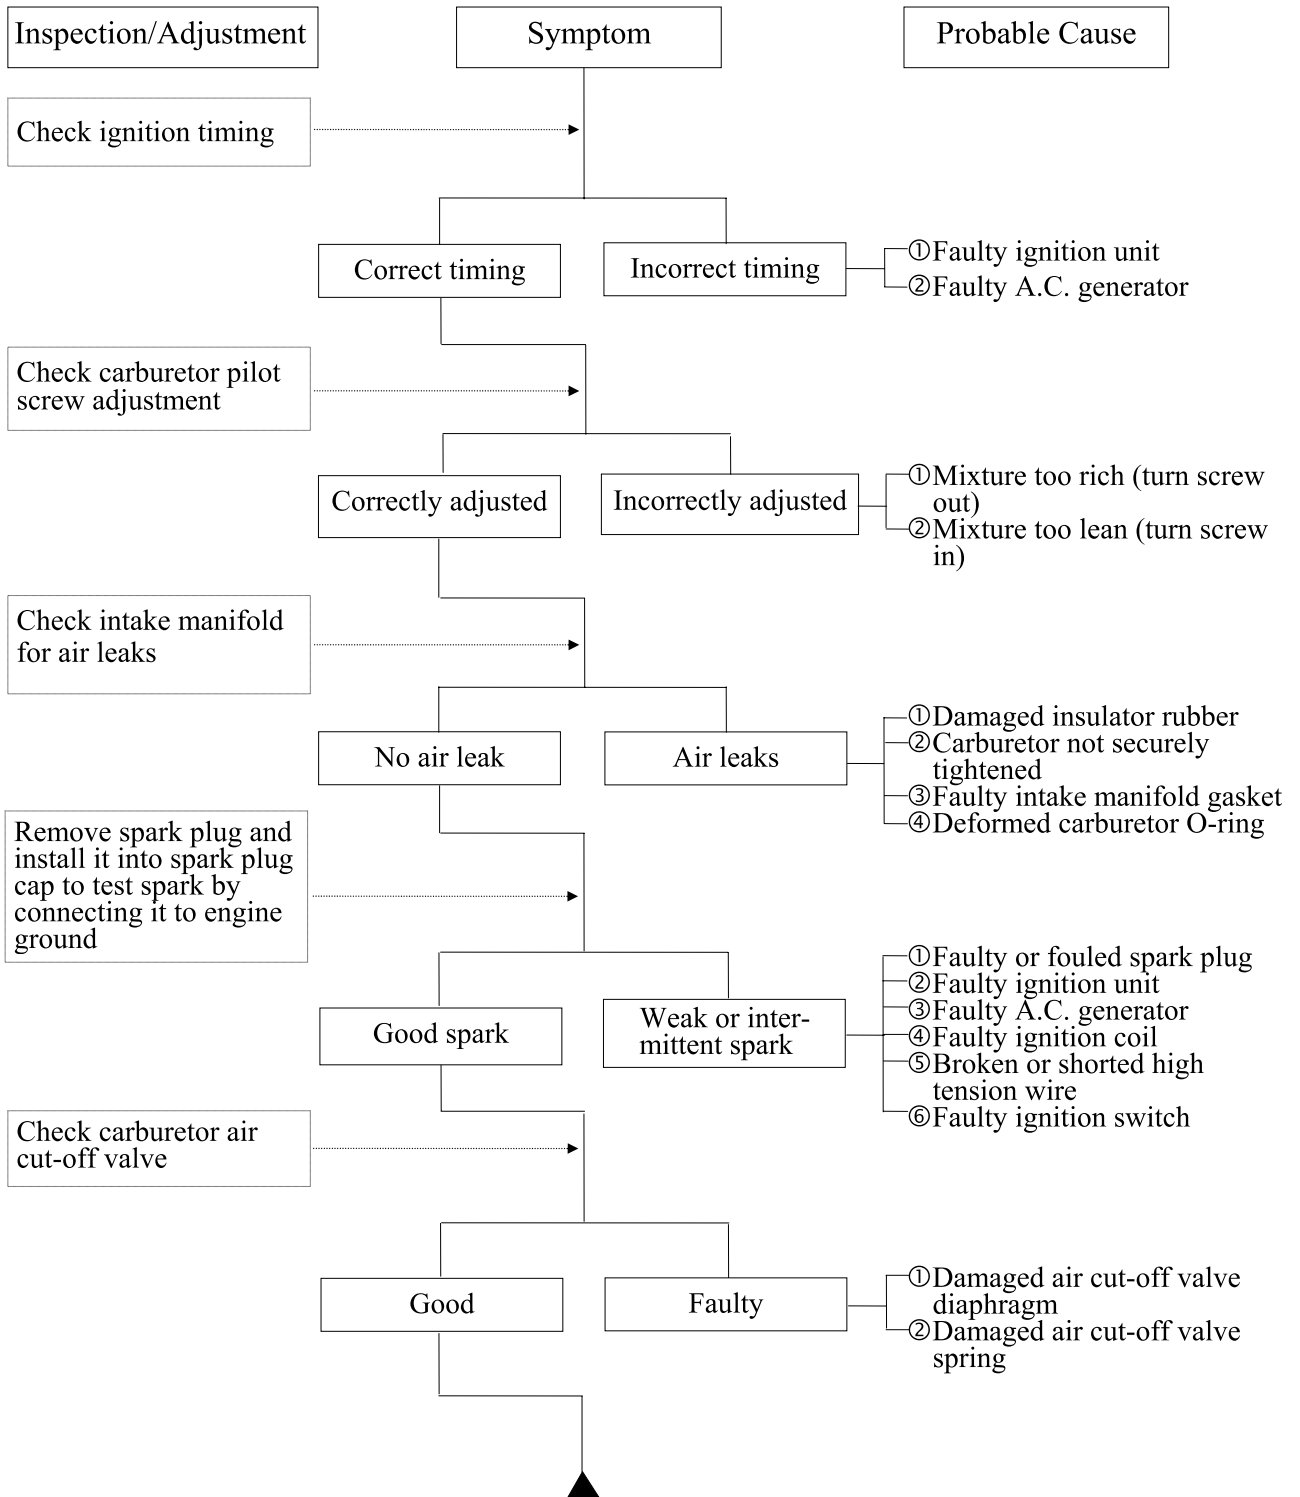 Inspection/Adjustment
Symptom
Probable Cause
Check ignition timing
Correct timing
Incorrect timing
①Faulty ignition unit
②Faulty A.C. generator
Check carburetor pilot
screw adjustment
Correctly adjusted
Incorrectly adjusted
①Mixture too rich (turn screw
out)
②Mixture too lean (turn screw
in)
Check intake manifold
for air leaks
No air leak
Air leaks
①Damaged insulator rubber
②Carburetor not securely
tightened
③Faulty intake manifold gasket
④Deformed carburetor O-ring
Remove spark plug and
install it into spark plug
cap to test spark by
connecting it to engine
ground
Good spark
Weak or inter-
mittent spark
①Faulty or fouled spark plug
②Faulty ignition unit
③Faulty A.C. generator
④Faulty ignition coil
⑤Broken or shorted high
tension wire
⑥Faulty ignition switch
Check carburetor air
cut-off valve
Good
Faulty
①Damaged air cut-off valve
diaphragm
②Damaged air cut-off valve
spring